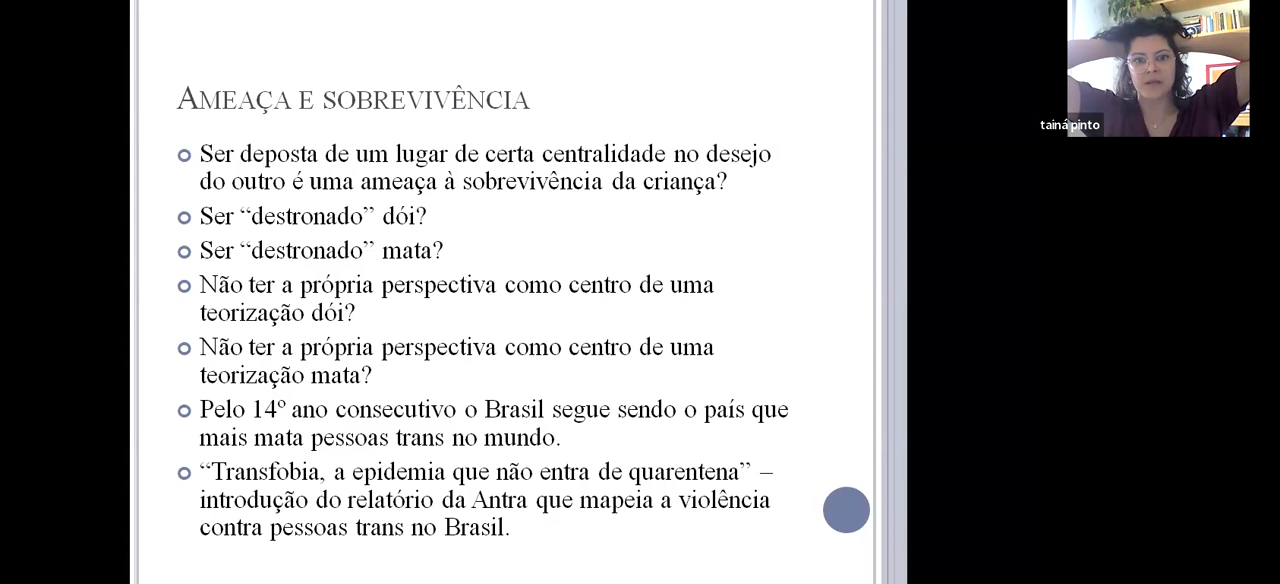 AMEAÇA E SOBREVIVÊNCIA
Ser deposta de um lugar de certa centralidade no desejo
do outro é uma ameaça à sobrevivência da criança?
Ser “destronado” dói?
Ser “destronado” mata?
Não ter a própria perspectiva como centro de uma
teorização dói?
Não ter a própria perspectiva como centro de uma
teorização mata?
Pelo 14º ano consecutivo o Brasil segue sendo o país que
mais mata pessoas trans no mundo.
“Transfobia, a epidemia que não entra de quarentena” –
introdução do relatório da Antra que mapeia a violência
contra pessoas trans no Brasil.
tainá pinto